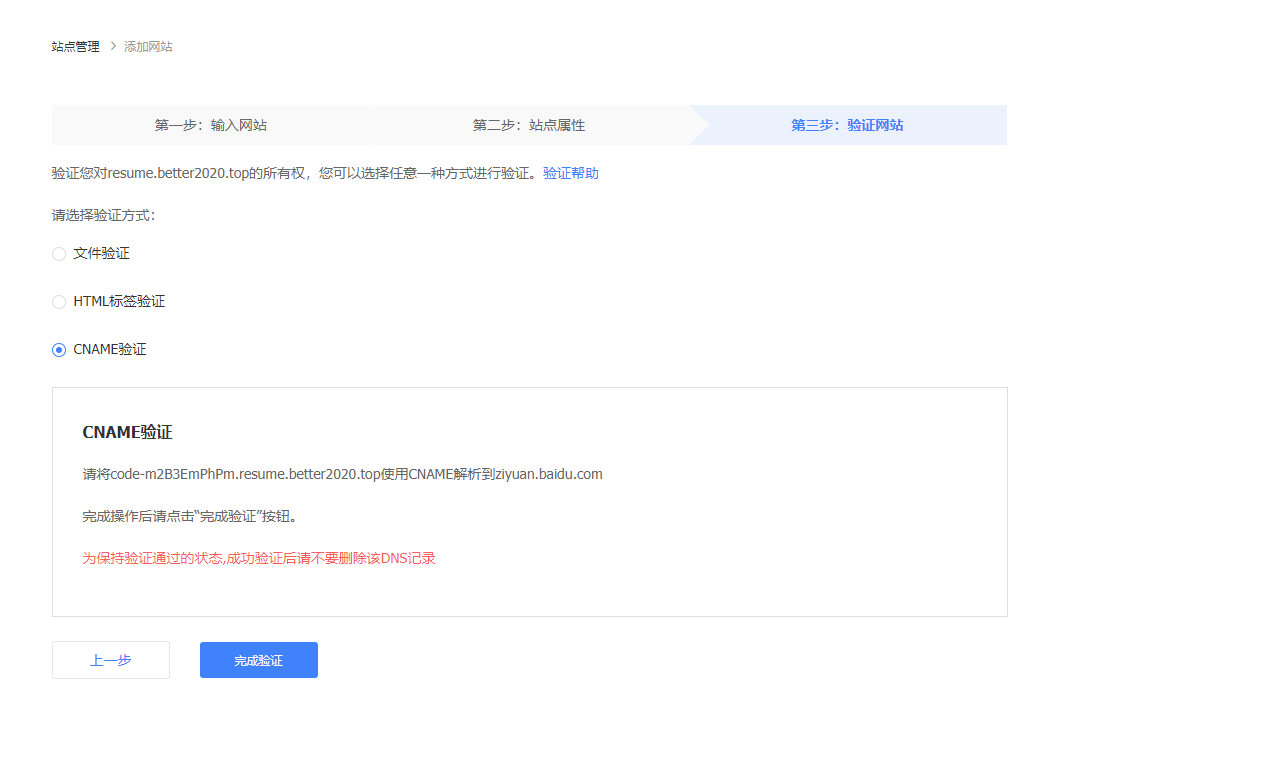 站点管理 > 添加网站
第一步：输入网站 第二步：站点属性 第三步：验证网站
验证您对resume.better2020.top的所有权，您可以选择任意一种方式进行验证。验证帮助
请选择验证方式：
文件验证
HTML标签验证
CNAME验证
CNAME验证
请将code-m2B3EmPhPm.resume.better2020.top使用CNAME解析到ziyuan.baidu.com
完成操作后请点击“完成验证”按钮。
为保持验证通过的状态,成功验证后请不要删除该DNS记录
上一步 完成验证